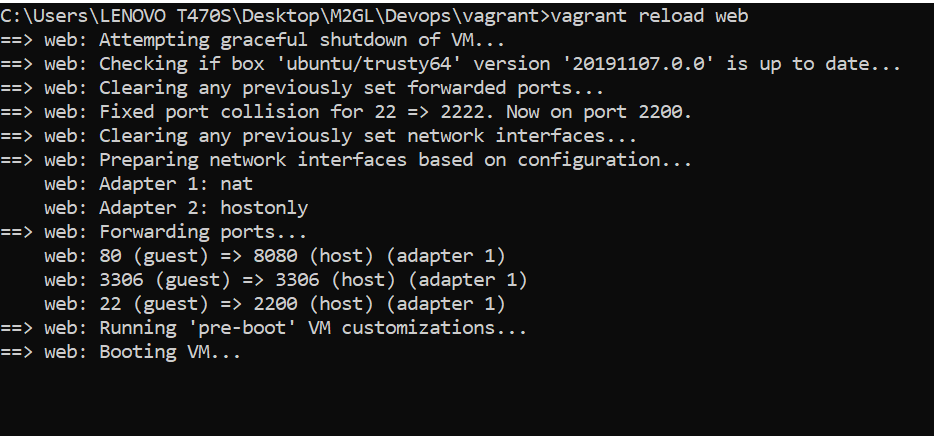 C:\Users\LENOVO T470S\Desktop\M2GL\Devops\vagrant>vagrant reload web
==> web: Attempting graceful shutdown of VM...
==> web: Checking if box 'ubuntu/trusty64' version '20191107.0.0' is up to date...
==> web: Clearing any previously set forwarded ports...
==> web: Fixed port collision for 22 => 2222. Now on port 2200.
==> web: Clearing any previously set network interfaces...
==> web: Preparing network interfaces based on configuration...
    web: Adapter 1: nat
    web: Adapter 2: hostonly
==> web: Forwarding ports...
    web: 80 (guest) => 8080 (host) (adapter 1)
    web: 3306 (guest) => 3306 (host) (adapter 1)
    web: 22 (guest) => 2200 (host) (adapter 1)
==> web: Running 'pre-boot' VM customizations...
==> web: Booting VM...